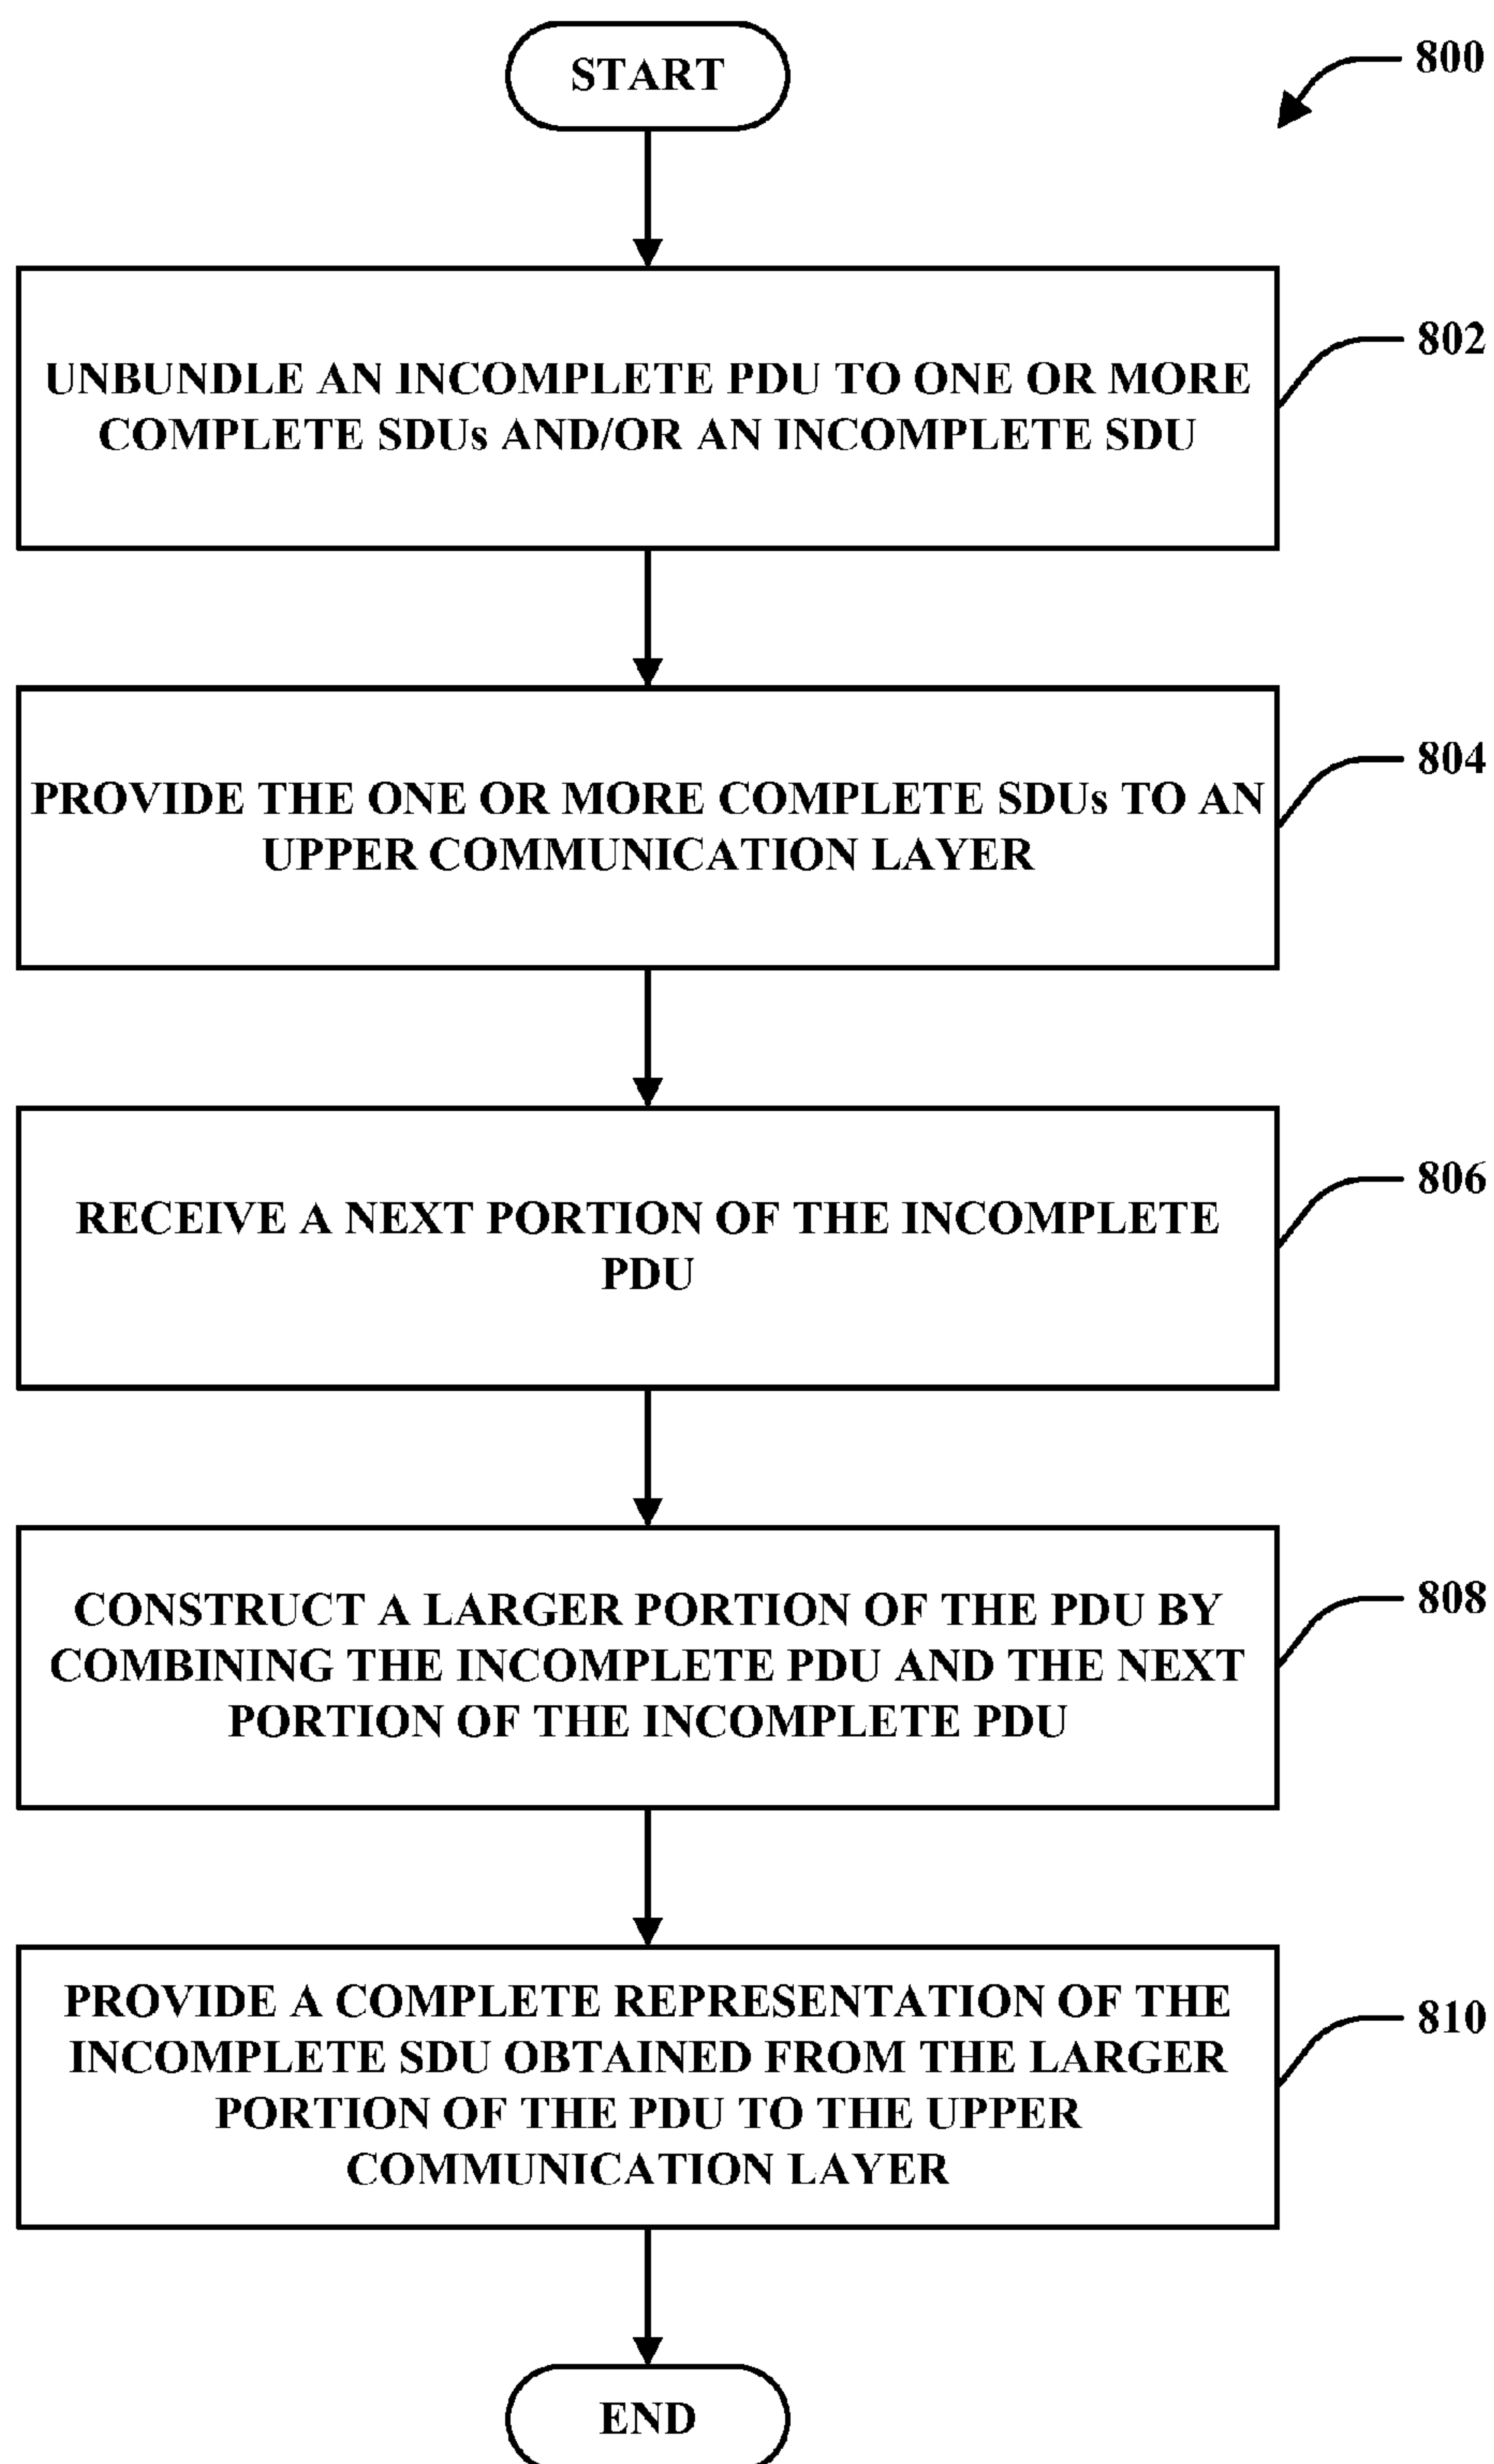 START
800
UNBUNDLE AN INCOMPLETE PDU TO ONE OR MORE
COMPLETE SDUs AND/OR AN INCOMPLETE SDU
802
PROVIDE THE ONE OR MORE COMPLETE SDUs TO AN
UPPER COMMUNICATION LAYER
804
RECEIVE A NEXT PORTION OF THE INCOMPLETE
PDU
806
CONSTRUCT A LARGER PORTION OF THE PDU BY
COMBINING THE INCOMPLETE PDU AND THE NEXT
PORTION OF THE INCOMPLETE PDU
808
PROVIDE A COMPLETE REPRESENTATION OF THE
INCOMPLETE SDU OBTAINED FROM THE LARGER
PORTION OF THE PDU TO THE UPPER
COMMUNICATION LAYER
810
END